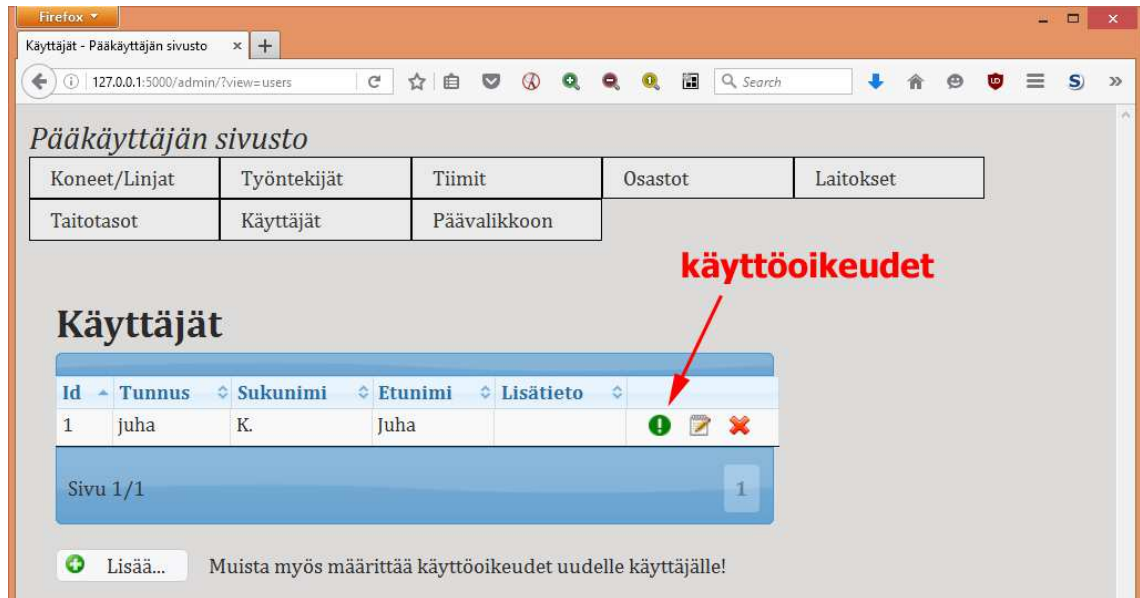 Firefox
Käyttäjät - Pääkäyttäjän sivusto
127.0.0.1:5000/admin/?view=users
Search
Pääkäyttäjän sivusto
Koneet/Linjat Työntekijät Tiimit Osastot Laitokset
Taitotasot Käyttäjät Päävalikkoon
käyttöoikeudet
Käyttäjät
Id Tunnus Sukunimi Etunimi Lisätieto
1 juha K. Juha
Sivu 1/1 1
Lisää... Muista myös määrittää käyttöoikeudet uudelle käyttäjälle!